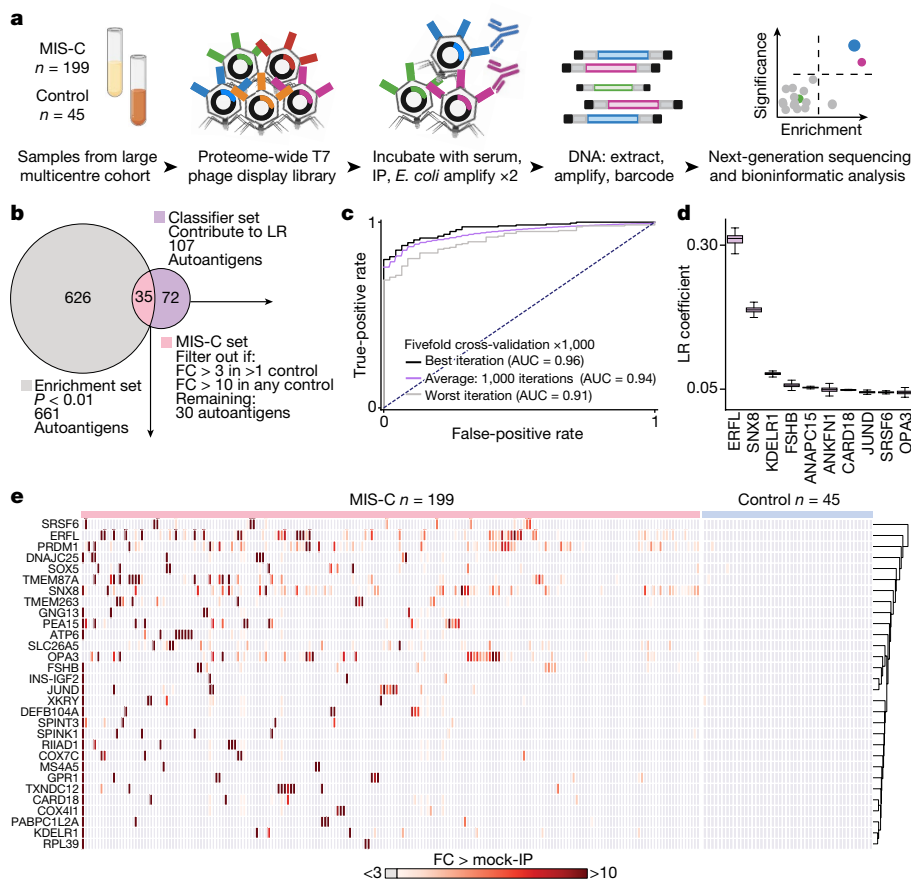 a
MIS-C
n = 199
Control
n = 45
Significance
Enrichment
Samples from large
multicentre cohort
Proteome-wide T7
phage display library
Incubate with serum,
IP, E. coli amplify ×2
DNA: extract,
amplify, barcode
Next-generation sequencing
and bioinformatic analysis
b
Classifier set
Contribute to LR
107
Autoantigens
626
35
72
MIS-C set
Filter out if:
FC > 3 in >1 control
FC > 10 in any control
Remaining:
30 autoantigens
Enrichment set
P < 0.01
661
Autoantigens
c
1
True-positive rate
0
Fivefold cross-validation ×1,000
Best iteration (AUC = 0.96)
Average: 1,000 iterations (AUC = 0.94)
Worst iteration (AUC = 0.91)
0
1
False-positive rate
d
LR coefficient
0.30
0.05
ERFL
SNX8
KDELR1
FSHB
ANAPC15
ANKFN1
CARD18
JUND
SRSF6
OPA3
e
MIS-C n = 199
Control n = 45
SRSF6
ERFL
PRDM1
DNAJC25
SOX5
TMEM87A
SNX8
TMEM263
GNG13
PEA15
ATP6
SLC26A5
OPA3
FSHB
INS-IGF2
JUND
XKRY
DEFB104A
SPINT3
SPINK1
RIIAD1
COX7C
MS4A5
GPR1
TXNDC12
CARD18
COX4I1
PABPC1L2A
KDELR1
RPL39
FC > mock-IP
<3
>10